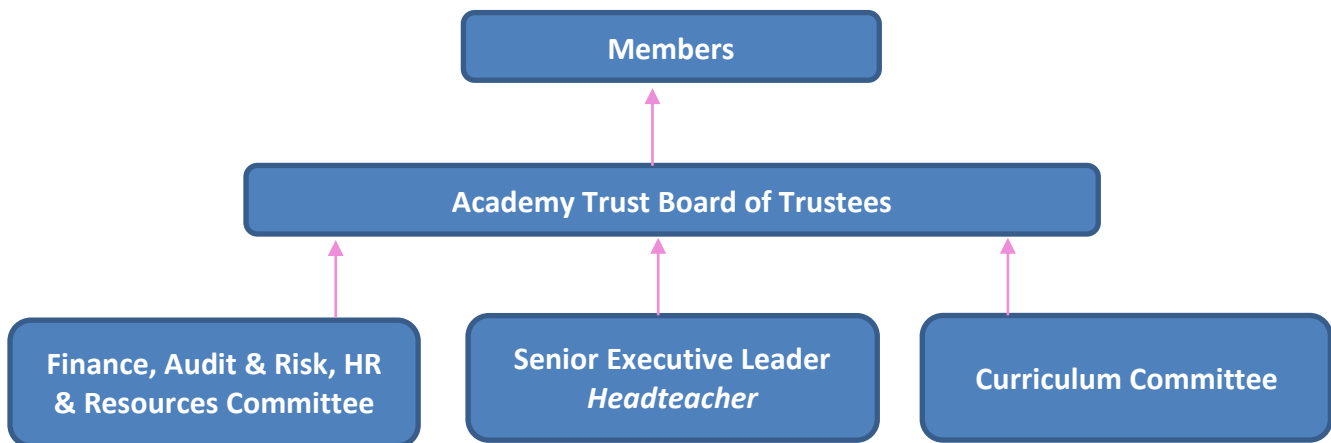 Members
Academy Trust Board of Trustees
Finance, Audit & Risk, HR
& Resources Committee
Senior Executive Leader
Headteacher
Curriculum Committee